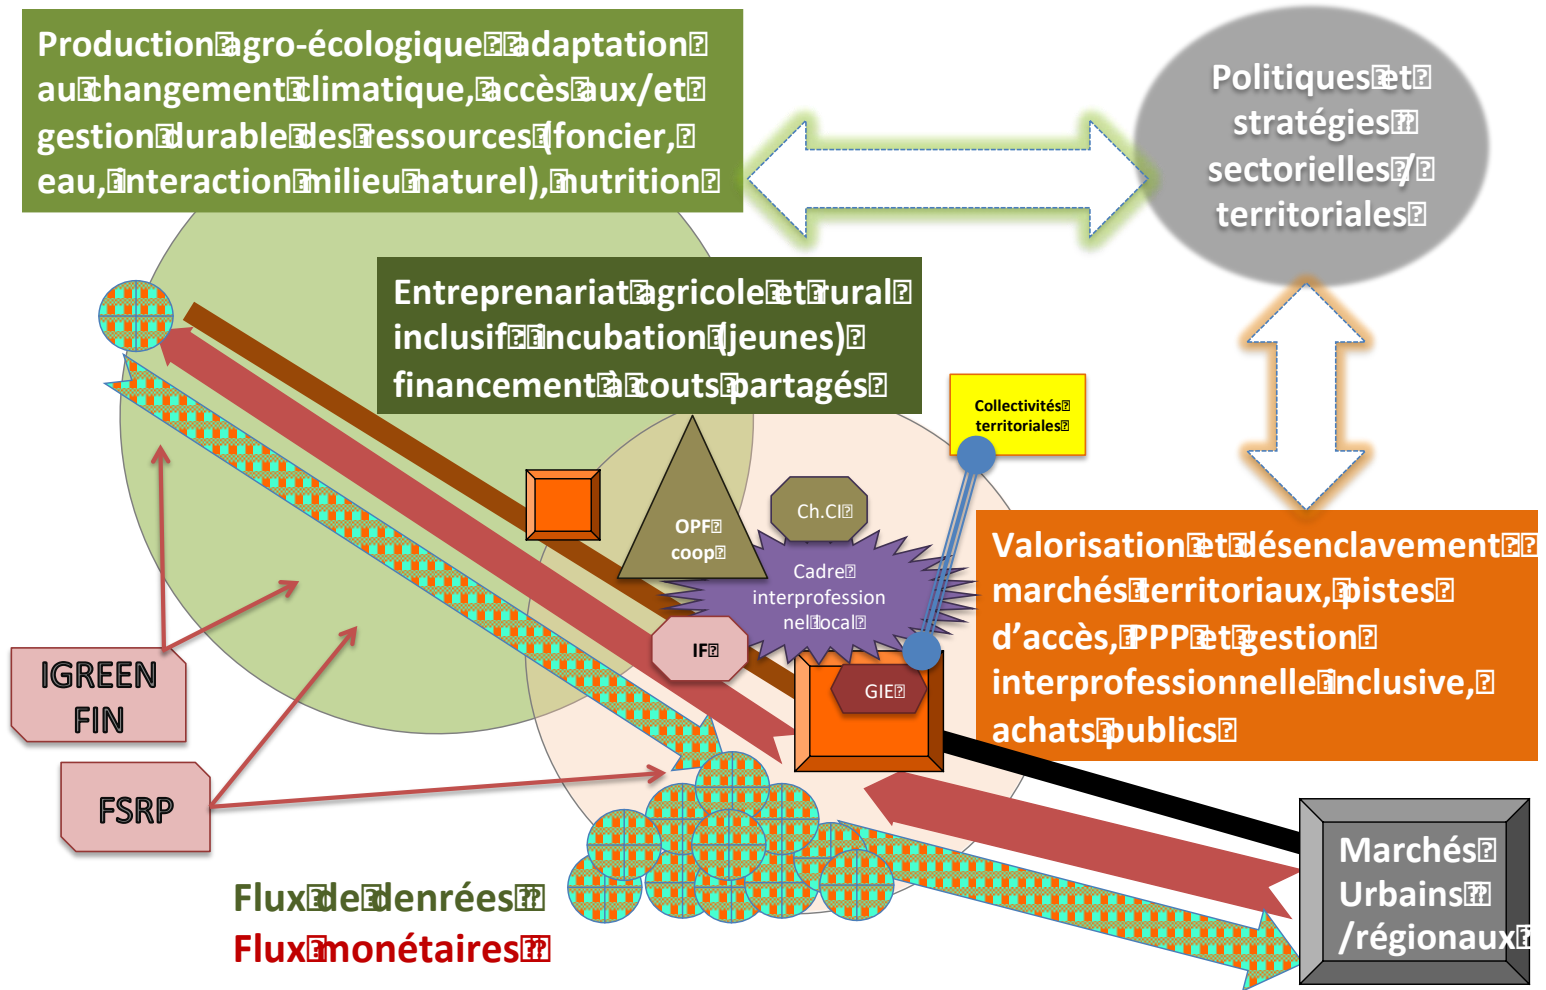 Production agro-écologique adaptation
au changement climatique, accès aux/et
gestion durable des ressources (foncier,
eau, interaction milieu naturel), nutrition
Politiques et
stratégies
sectorielles /
territoriales
Entreprenariat agricole et rural
inclusif. incubation (jeunes)
financement à couts partagés
Collectivités
territoriales
OPF
coop
Ch.CI
Cadre
interprofession
nel local
IF
GIE
Valorisation et désenclavement
marchés territoriaux, pistes
d’accès, PPP et gestion
interprofessionnelle inclusive,
achats publics
IGREEN
FIN
FSRP
Flux de denrées
Flux monétaires
Marchés
Urbains
/régionaux